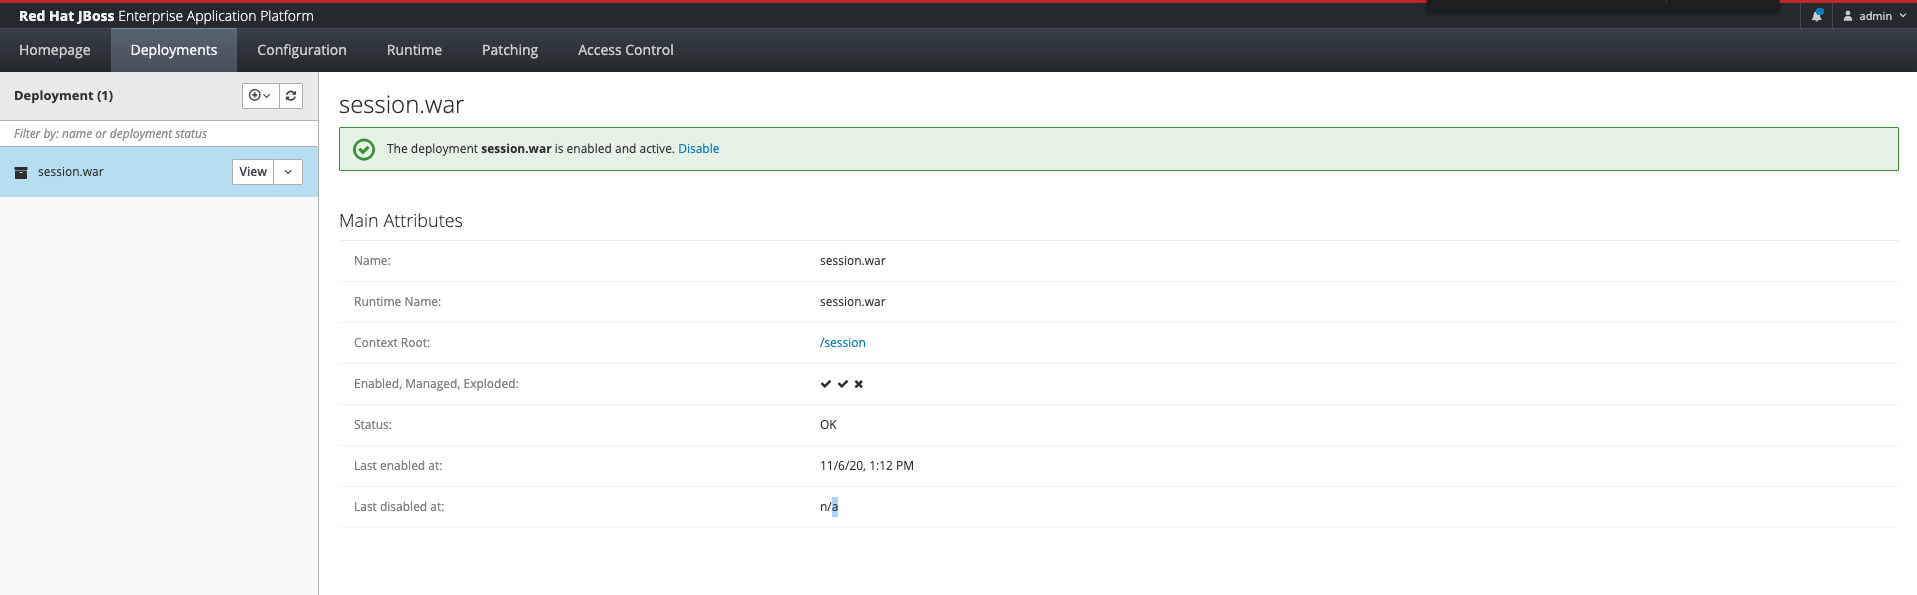 Red Hat JBoss Enterprise Application Platform
admin
Homepage Deployments Configuration Runtime Patching Access Control
Deployment (1)
Filter by: name or deployment status
session.war View
session.war
The deployment session.war is enabled and active. Disable
Main Attributes
Name: session.war
Runtime Name: session.war
Context Root: /session
Enabled, Managed, Exploded:
Status: OK
Last enabled at: 11/6/20, 1:12 PM
Last disabled at: n/a